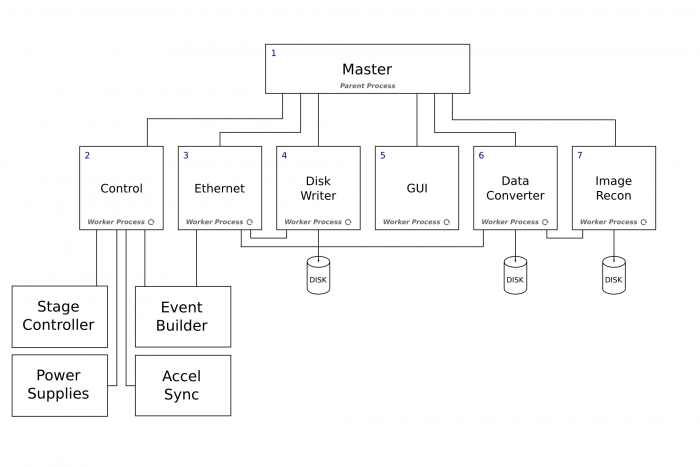 1
Master
Parent Process
2
Control
Worker Process
3
Ethernet
Worker Process
4
Disk
Writer
Worker Process
5
GUI
Worker Process
6
Data
Converter
Worker Process
7
Image
Recon
Worker Process
DISK
DISK
DISK
Stage
Controller
Event
Builder
Power
Supplies
Accel
Sync